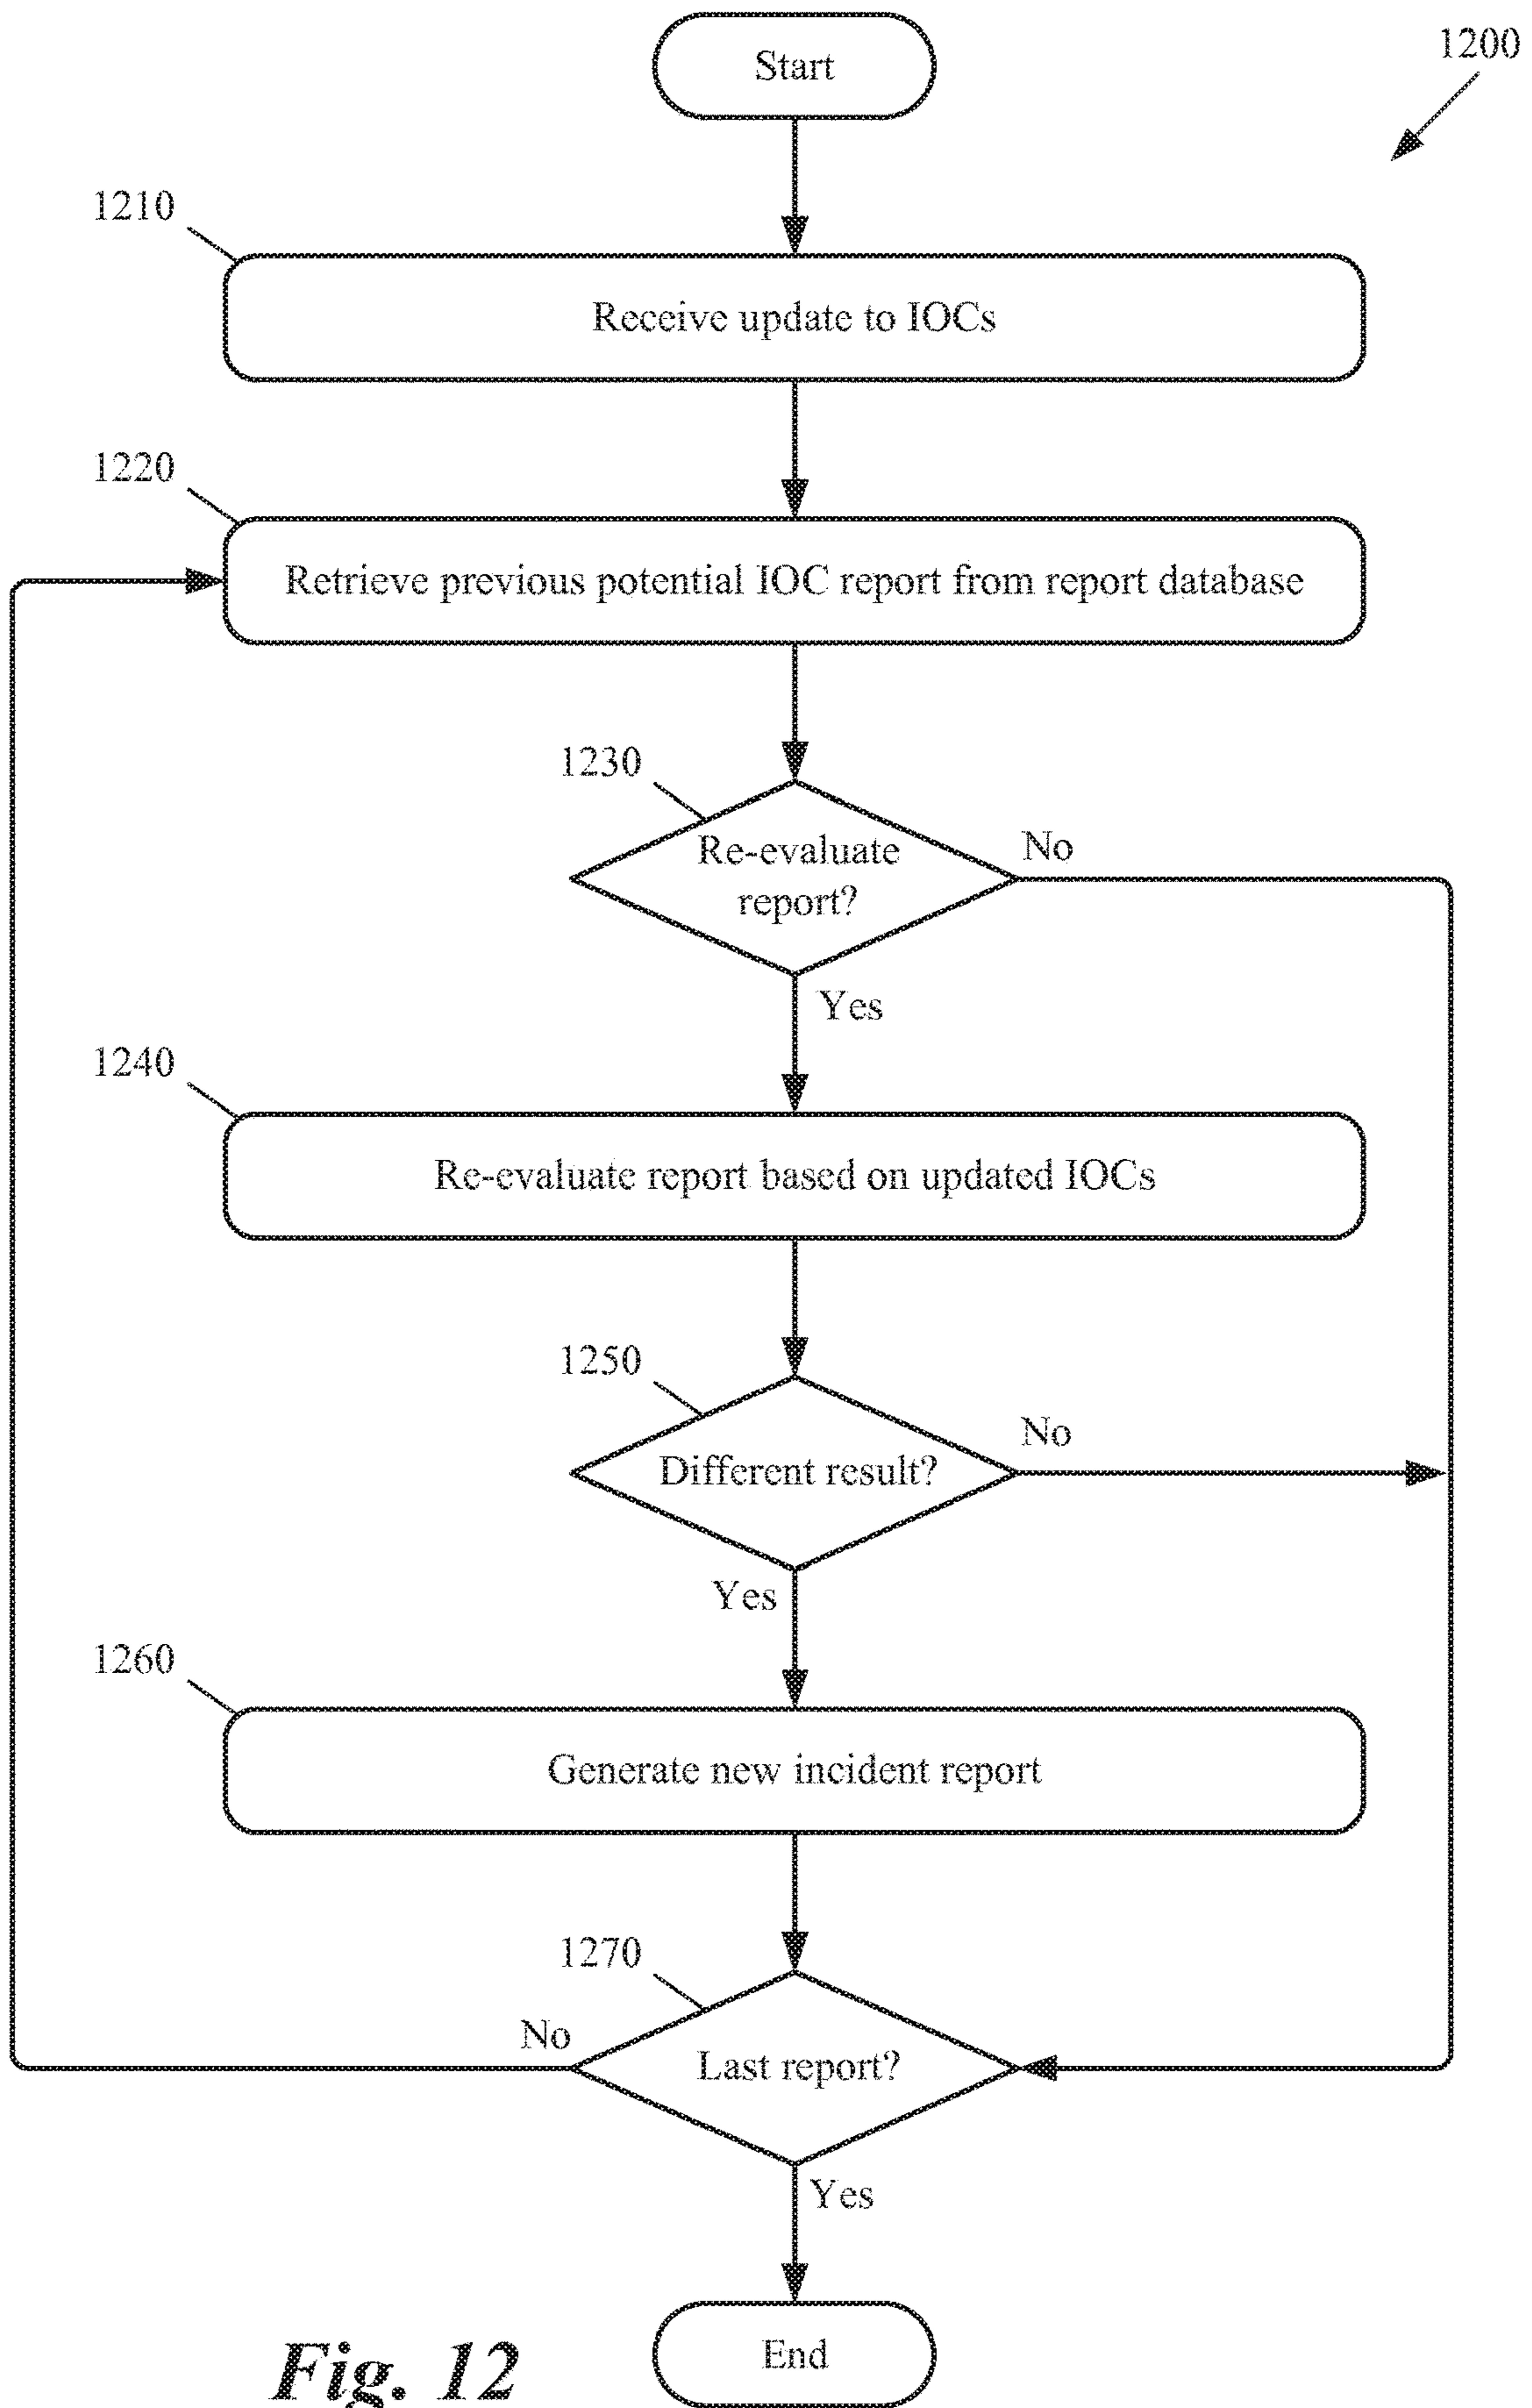 Start
1200
1210
Receive update to IOCs
1220
Retrieve previous potential IOC report from report database
1230
Re-evaluate
report?
No
Yes
1240
Re-evaluate report based on updated IOCs
1250
Different result?
No
Yes
1260
Generate new incident report
1270
Last report?
No
Yes
End
Fig. 12